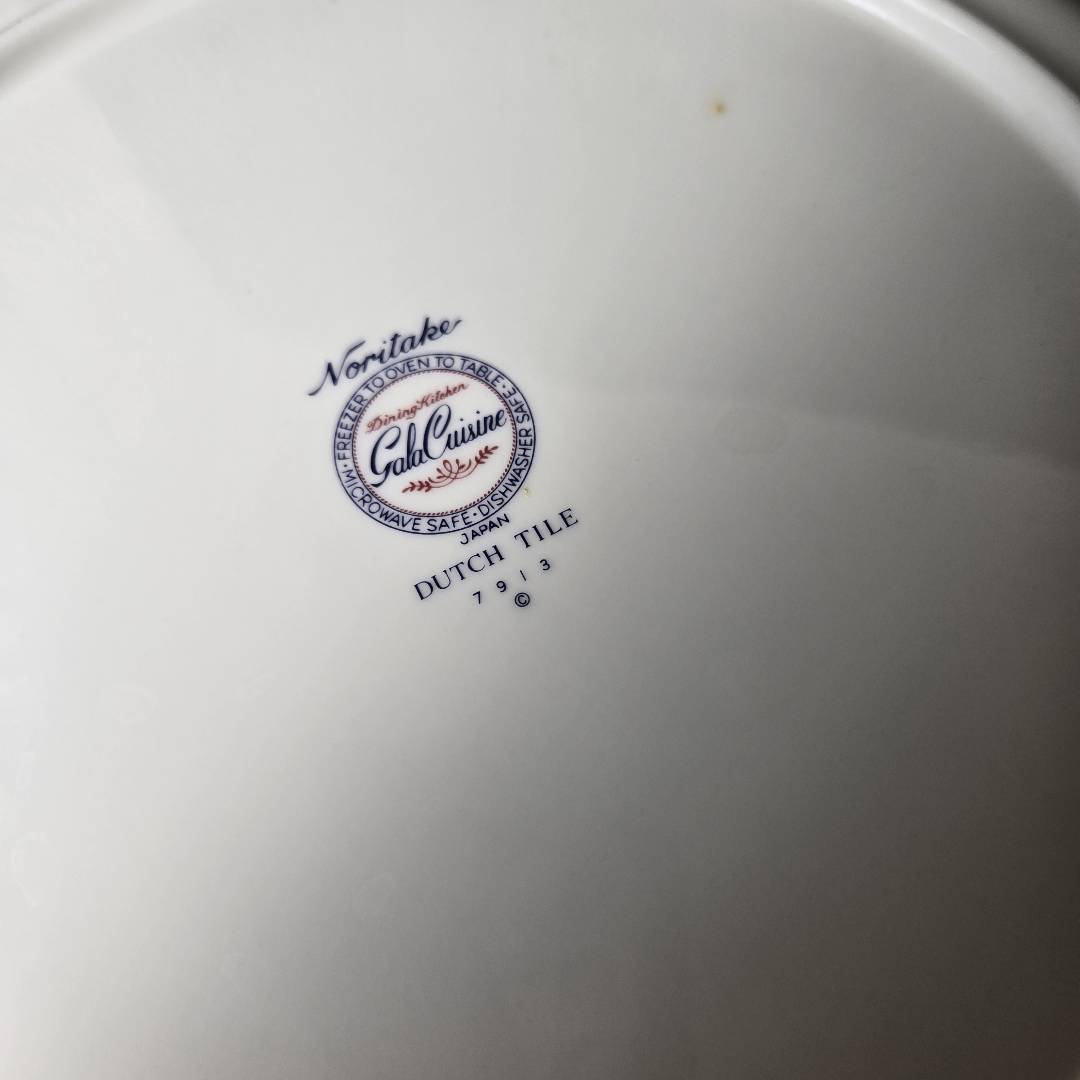 Noritake
FREEZER TO OVEN TO TABLE · DISHWASHER SAFE · MICROWAVE SAFE ·
Dining Kitchen
Gala Cuisine
JAPAN
DUTCH TILE
7913
©